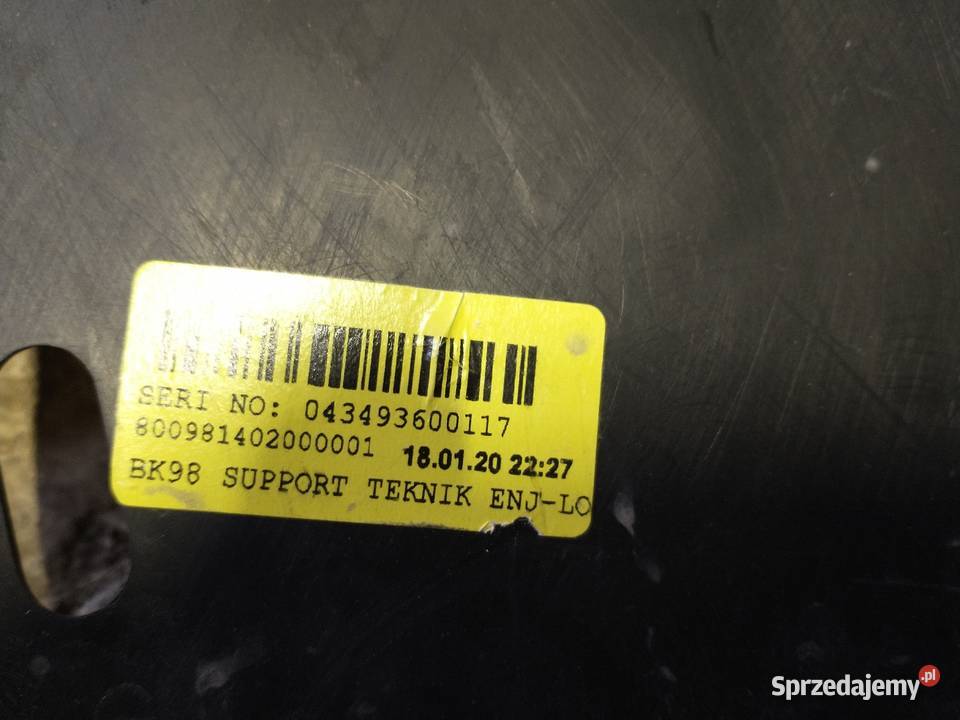 SERI NO: 043493600117
800981402000001 18.01.20 22:27
BK98 SUPPORT TEKNIK ENJ-LO
Sprzedajemy.pl